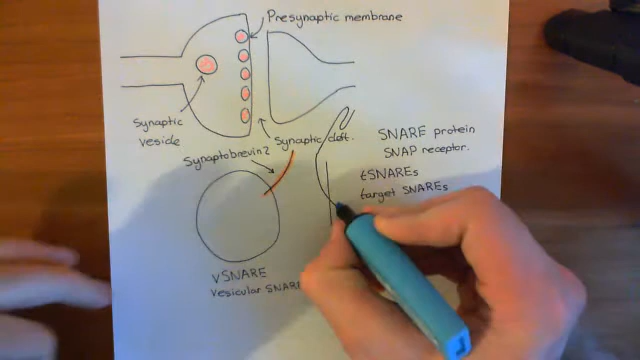 Presynaptic membrane
Synaptic
vesicle
Synaptic cleft.
SNARE protein
SNAP receptor.
Synaptobrevin 2
tSNAREs
target SNAREs
vSNARE
vesicular SNARE